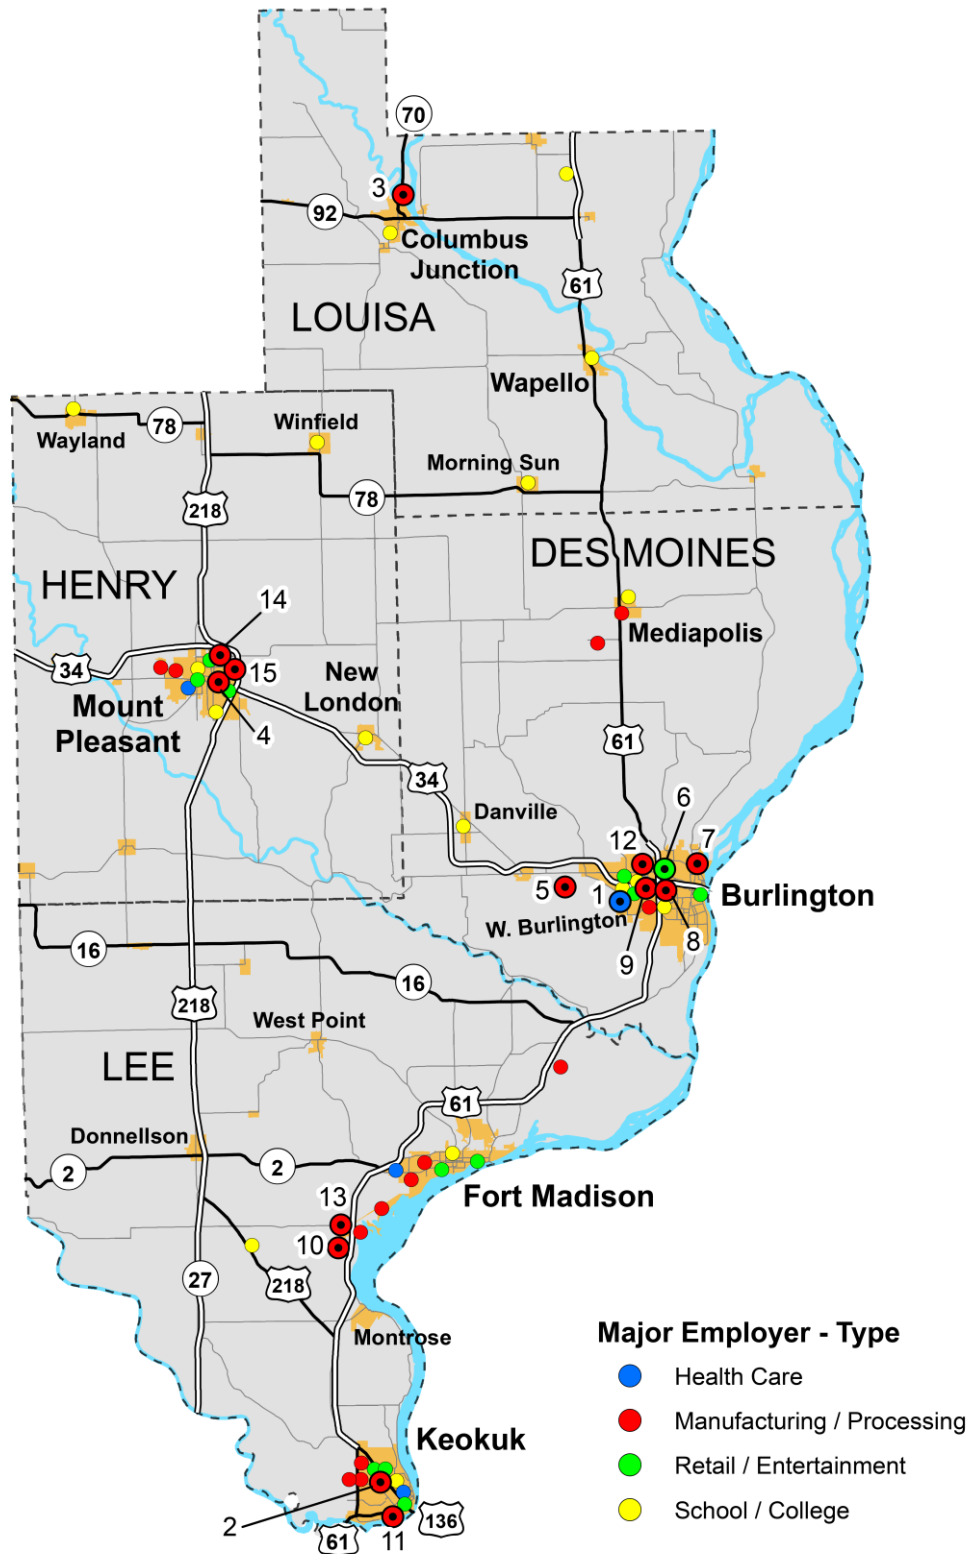 70
3
92
Columbus
Junction
61
LOUISA
Wapello
Wayland
78
Winfield
Morning Sun
78
218
DES MOINES
HENRY
14
Mediapolis
34
15
New
London
Mount
Pleasant
4
61
34
Danville
6
12
7
5
1
Burlington
W. Burlington
9
8
16
16
218
West Point
LEE
61
Donnellson
2
2
Fort Madison
13
10
27
218
Montrose
Keokuk
2
61
11
136
Major Employer - Type
Health Care
Manufacturing / Processing
Retail / Entertainment
School / College